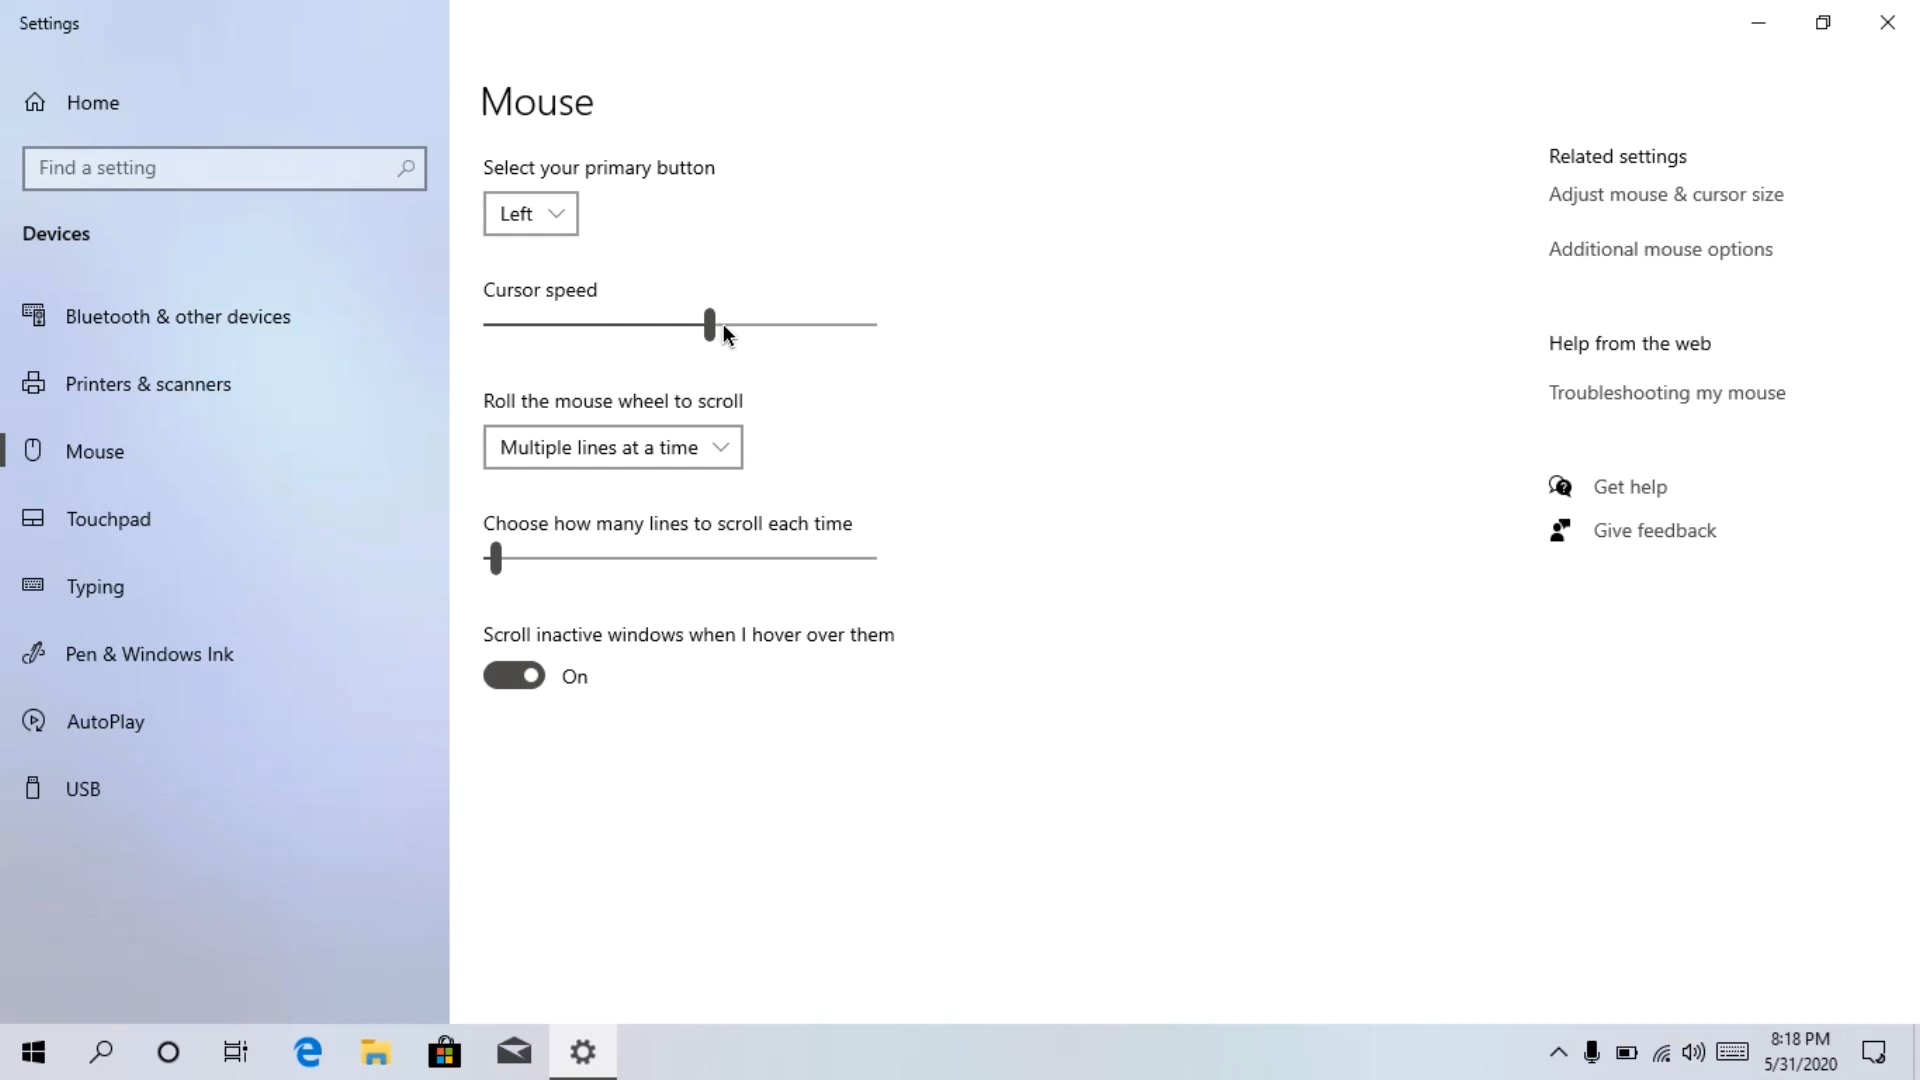 Settings
Home
Find a setting
Devices
Bluetooth & other devices
Printers & scanners
Mouse
Touchpad
Typing
Pen & Windows Ink
AutoPlay
USB
Mouse
Select your primary button
Left
Cursor speed
Roll the mouse wheel to scroll
Multiple lines at a time
Choose how many lines to scroll each time
Scroll inactive windows when I hover over them
On
Related settings
Adjust mouse & cursor size
Additional mouse options
Help from the web
Troubleshooting my mouse
Get help
Give feedback
8:18 PM
5/31/2020